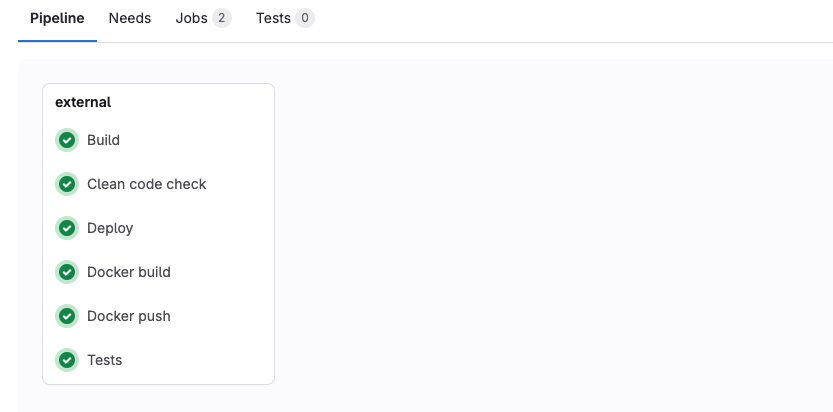 Pipeline Needs Jobs 2 Tests 0
external
Build
Clean code check
Deploy
Docker build
Docker push
Tests